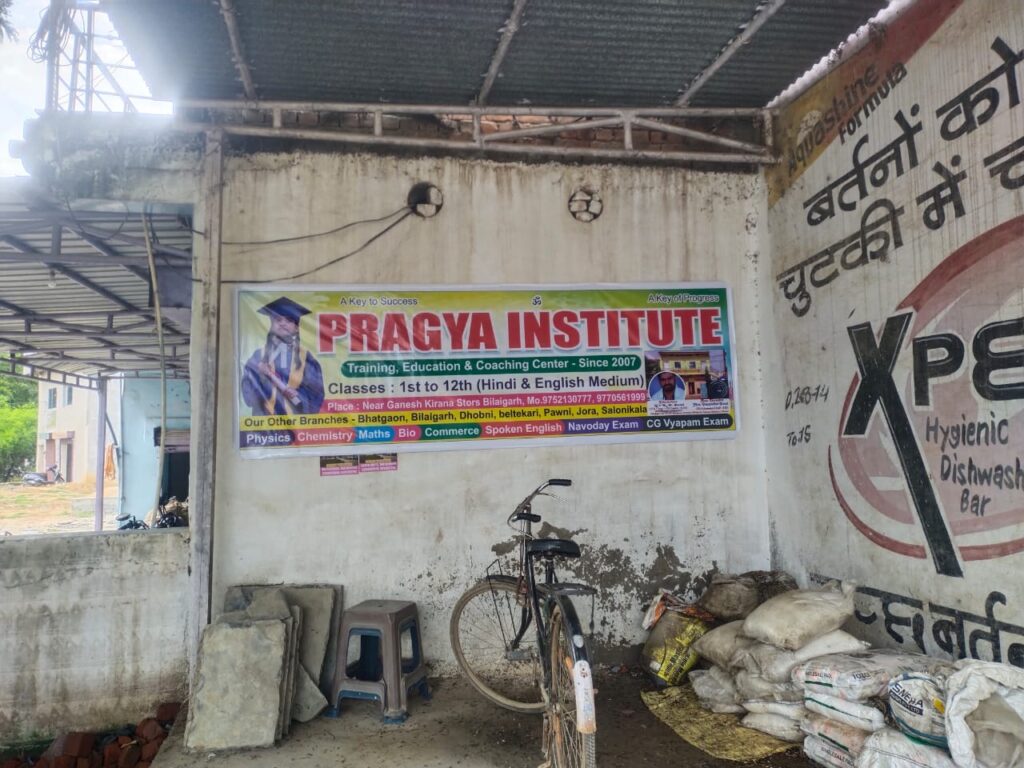 A Key to Success
ॐ
A Key of Progress
PRAGYA INSTITUTE
Training, Education & Coaching Center - Since 2007
Classes : 1st to 12th (Hindi & English Medium)
Place : Near Ganesh Kirana Stors Bilaigarh, Mo.9752130777, 9770561999
Our Other Branches - Bhatgaon, Bilaigarh, Dhobni, beltekari, Pawni, Jora, Salonikala
Physics Chemistry Maths Bio Commerce Spoken English Navoday Exam CG Vyapam Exam
Aquashine
Formula
बर्तनों को
चुटकी में च
XPE
Hygienic
Dishwash
Bar
बर्तन
SNEHA